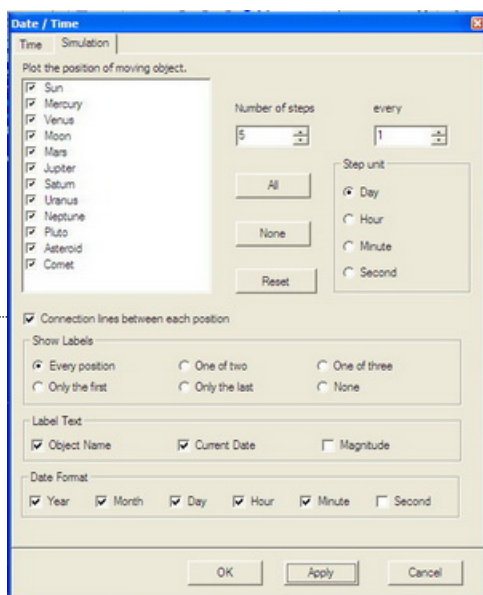 Date / Time
Time Simulation
Plot the position of moving object.
Sun
Mercury
Venus
Moon
Mars
Jupiter
Saturn
Uranus
Neptune
Pluto
Asteroid
Comet
Number of steps every
5 1
All
None
Reset
Step unit
Day
Hour
Minute
Second
Connection lines between each position
Show Labels
Every position One of two One of three
Only the first Only the last None
Label Text
Object Name Current Date Magnitude
Date Format
Year Month Day Hour Minute Second
OK Apply Cancel